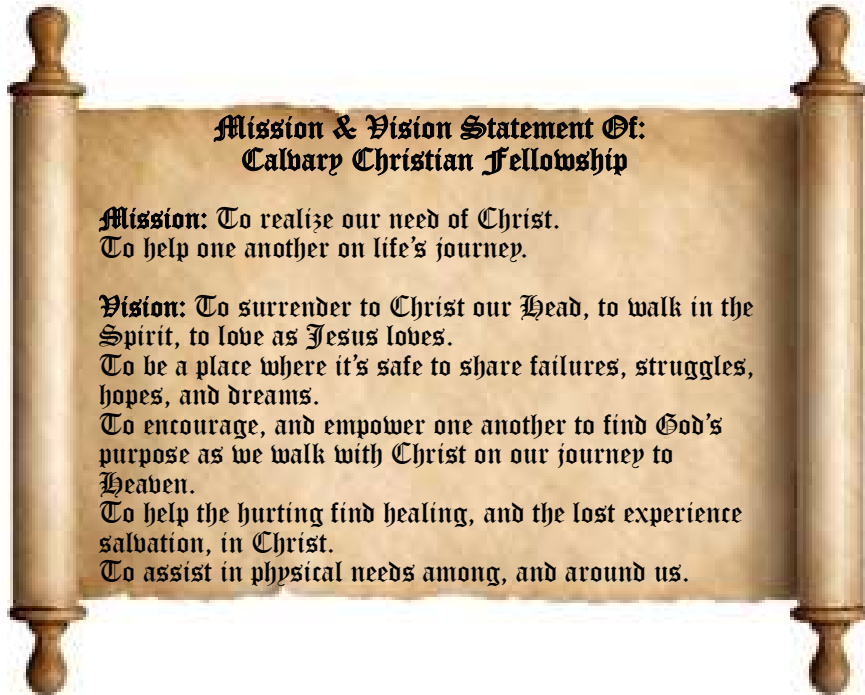 Mission & Vision Statement Of:
Calvary Christian Fellowship
Mission: To realize our need of Christ.
To help one another on life's journey.
Vision: To surrender to Christ our Head, to walk in the
Spirit, to love as Jesus loves.
To be a place where it's safe to share failures, struggles,
hopes, and dreams.
To encourage, and empower one another to find God's
purpose as we walk with Christ on our journey to
Heaven.
To help the hurting find healing, and the lost experience
salvation, in Christ.
To assist in physical needs among, and around us.